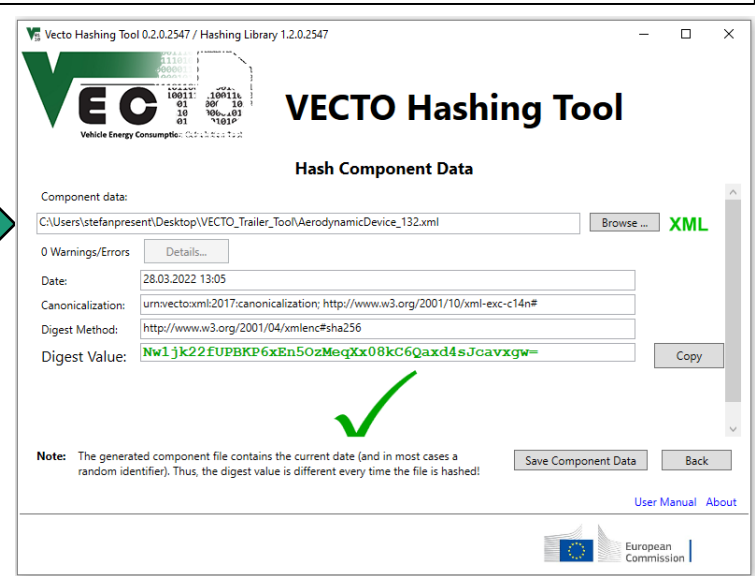 Vecto Hashing Tool 0.2.0.2547 / Hashing Library 1.2.0.2547
VECTO
Vehicle Energy Consumption Calculation Tool
VECTO Hashing Tool
Hash Component Data
Component data:
C:\Users\stefanpresent\Desktop\VECTO_Trailer_Tool\AerodynamicDevice_132.xml Browse ... XML
0 Warnings/Errors Details...
Date: 28.03.2022 13:05
Canonicalization: urn:vecto:xml:2017:canonicalization; http://www.w3.org/2001/10/xml-exc-c14n#
Digest Method: http://www.w3.org/2001/04/xmlenc#sha256
Digest Value: Nw1jk22fUPBKP6xEn5OzMeqXx08kC6Qaxd4sJcavxgw= Copy
Note: The generated component file contains the current date (and in most cases a
random identifier). Thus, the digest value is different every time the file is hashed!
Save Component Data Back
User Manual About
European
Commission